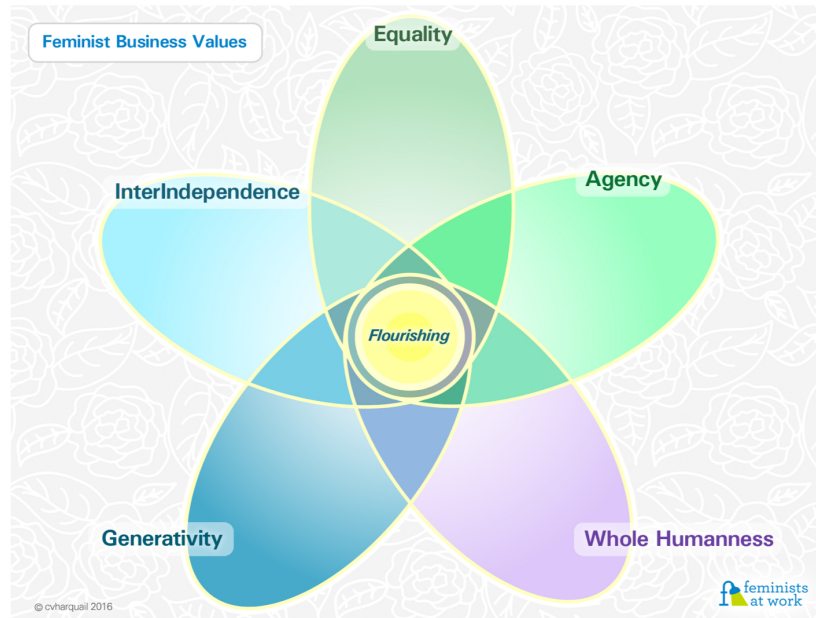 Feminist Business Values
Equality
InterIndependence
Agency
Flourishing
Generativity
Whole Humanness
© cvharquail 2016
feminists
at work